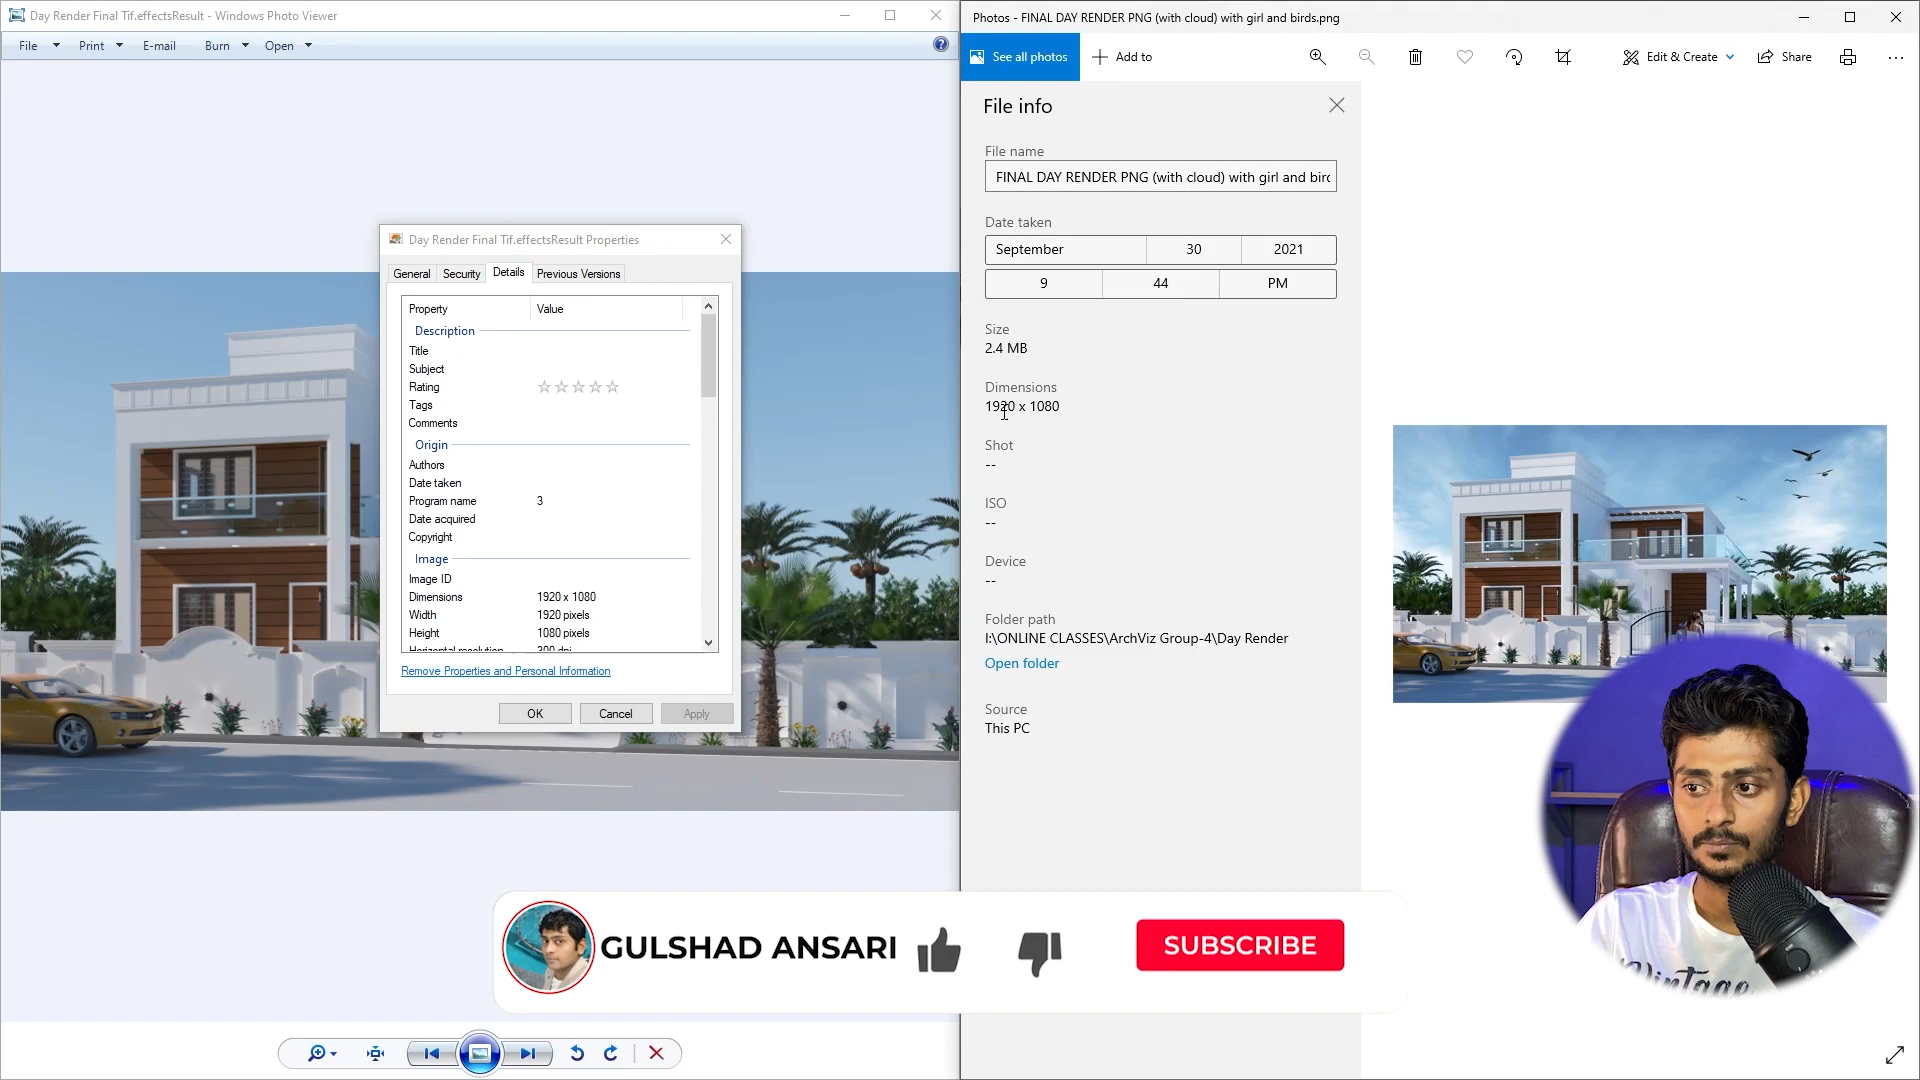 Day Render Final Tif.effectsResult - Windows Photo Viewer
File Print E-mail Burn Open
Day Render Final Tif.effectsResult Properties
General Security Details Previous Versions
Property Value
Description
Title
Subject
Rating
Tags
Comments
Origin
Authors
Date taken
Program name 3
Date acquired
Copyright
Image
Image ID
Dimensions 1920 x 1080
Width 1920 pixels
Height 1080 pixels
Horizontal resolution 300 dpi
Remove Properties and Personal Information
OK Cancel Apply
Photos - FINAL DAY RENDER PNG (with cloud) with girl and birds.png
See all photos Add to Edit & Create Share
File info
File name
FINAL DAY RENDER PNG (with cloud) with girl and bir
Date taken
September 30 2021
9 44 PM
Size
2.4 MB
Dimensions
1920 x 1080
Shot
--
ISO
--
Device
--
Folder path
I:\ONLINE CLASSES\ArchViz Group-4\Day Render
Open folder
Source
This PC
GULSHAD ANSARI SUBSCRIBE
Vintage